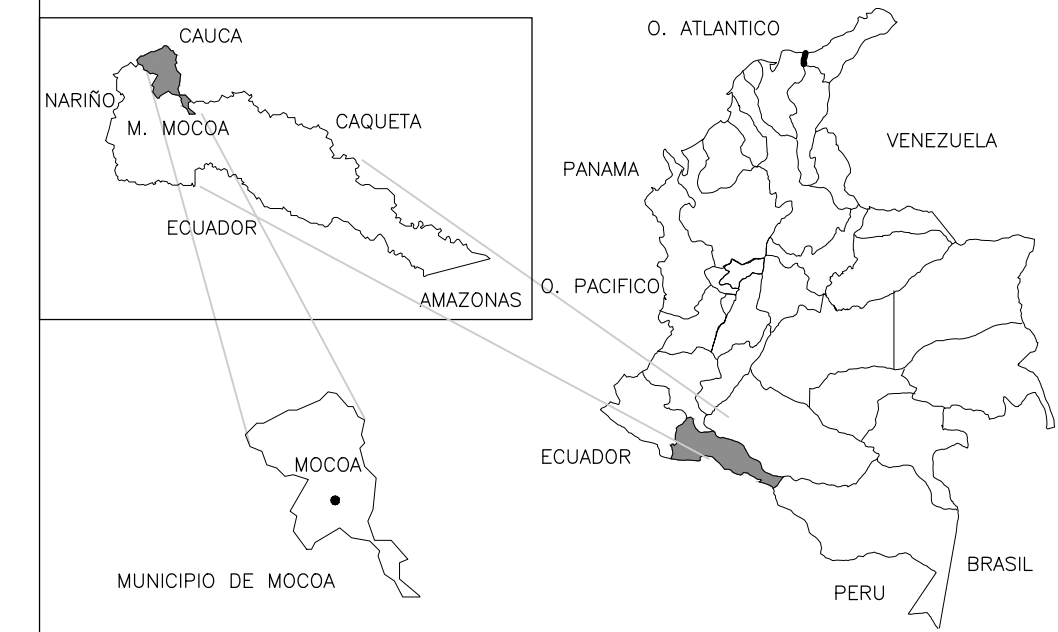 CAUCA
NARIÑO
M. MOCOA
CAQUETA
ECUADOR
AMAZONAS
O. ATLANTICO
VENEZUELA
PANAMA
O. PACIFICO
ECUADOR
BRASIL
PERU
MOCOA
MUNICIPIO DE MOCOA